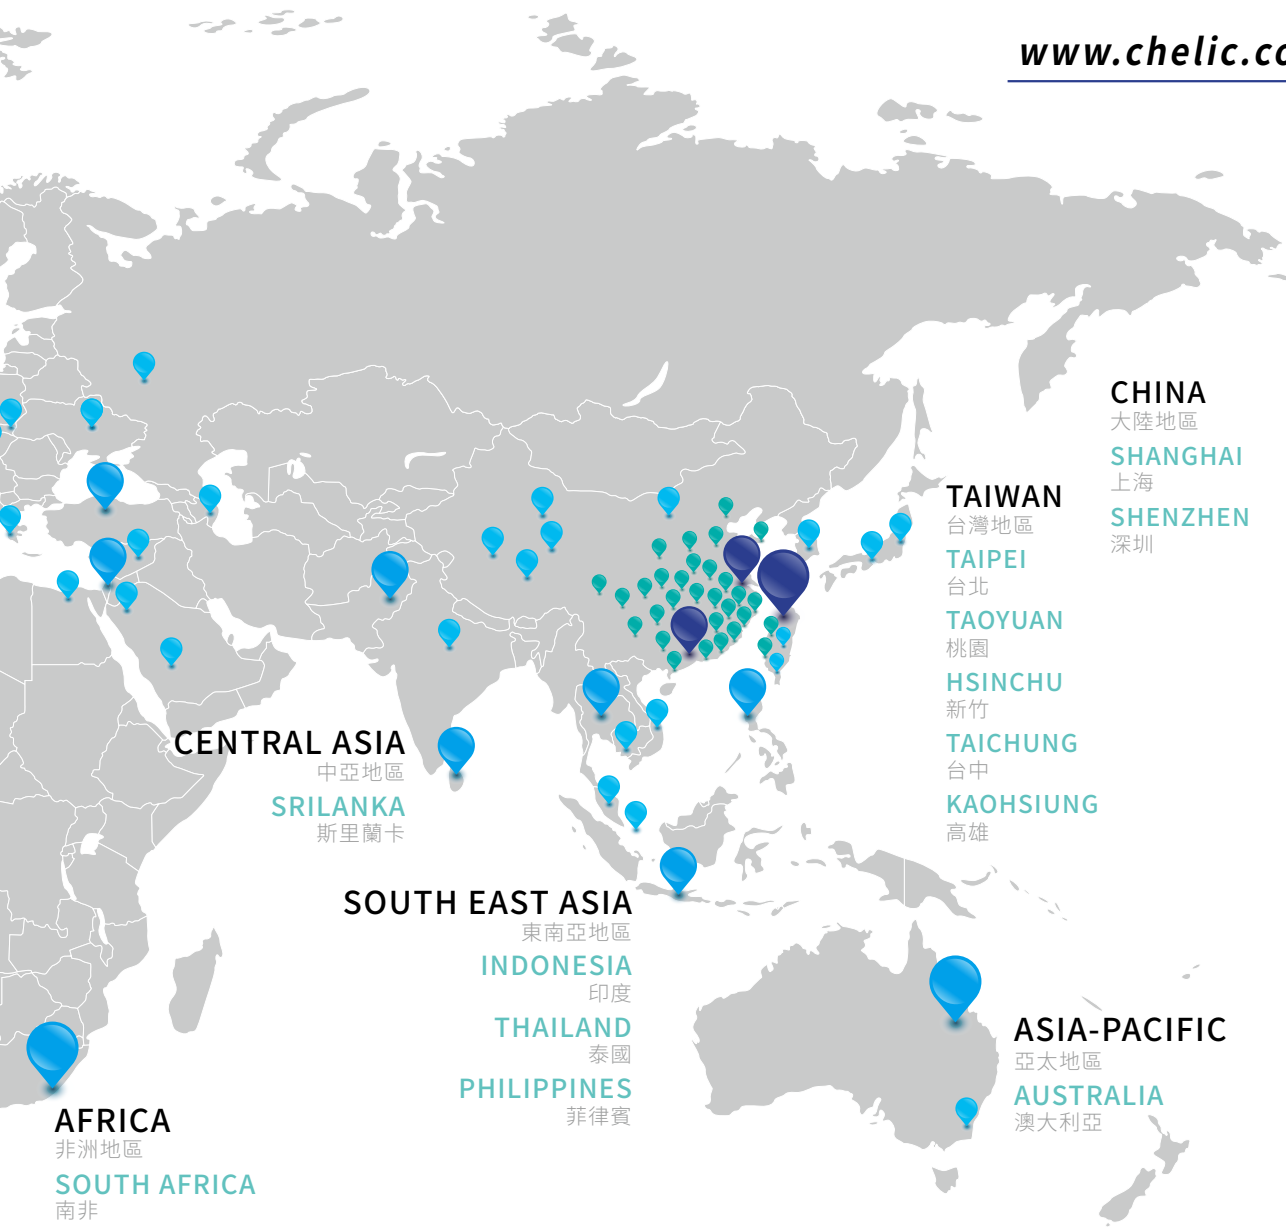 www.chelic.co
CHINA
大陸地區
SHANGHAI
上海
SHENZHEN
深圳
TAIWAN
台灣地區
TAIPEI
台北
TAOYUAN
桃園
HSINCHU
新竹
TAICHUNG
台中
KAOHSIUNG
高雄
CENTRAL ASIA
中亞地區
SRILANKA
斯里蘭卡
SOUTH EAST ASIA
東南亞地區
INDONESIA
印度
THAILAND
泰國
PHILIPPINES
菲律賓
ASIA-PACIFIC
亞太地區
AUSTRALIA
澳大利亞
AFRICA
非洲地區
SOUTH AFRICA
南非